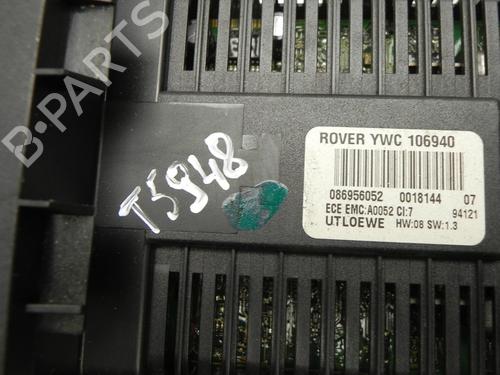 B-PARTS
T5948
ROVER YWC 106940
086956052 0018144 07
ECE EMC:A0052 CI:7 94121
UTLOEWE HW:08 SW:1.3